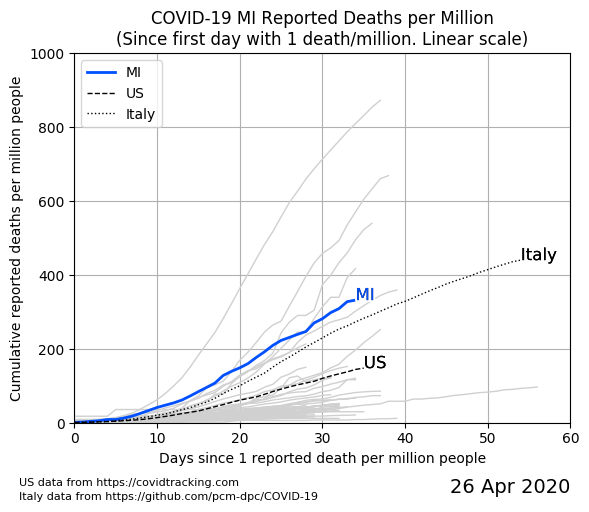 COVID-19 MI Reported Deaths per Million
(Since first day with 1 death/million. Linear scale)
Cumulative reported deaths per million people
1000
800
600
400
200
0
MI
US
Italy
Italy
MI
US
0 10 20 30 40 50 60
Days since 1 reported death per million people
US data from https://covidtracking.com
Italy data from https://github.com/pcm-dpc/COVID-19
26 Apr 2020